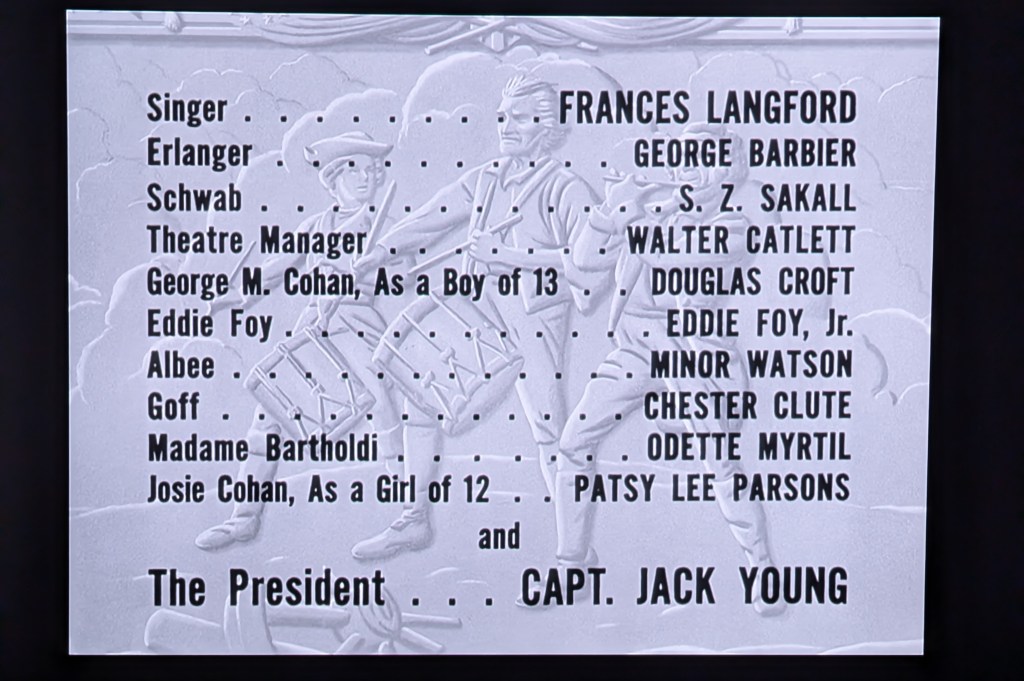 Singer . . . . . . . . . . FRANCES LANGFORD
Erlanger . . . . . . . . . . . . GEORGE BARBIER
Schwab . . . . . . . . . . . . . . S. Z. SAKALL
Theatre Manager . . . . . . . . WALTER CATLETT
George M. Cohan, As a Boy of 13 . . DOUGLAS CROFT
Eddie Foy . . . . . . . . . . . . EDDIE FOY, Jr.
Albee . . . . . . . . . . . . . MINOR WATSON
Goff . . . . . . . . . . . . CHESTER CLUTE
Madame Bartholdi . . . . . . . . ODETTE MYRTIL
Josie Cohan, As a Girl of 12 . . PATSY LEE PARSONS
and
The President . . . CAPT. JACK YOUNG